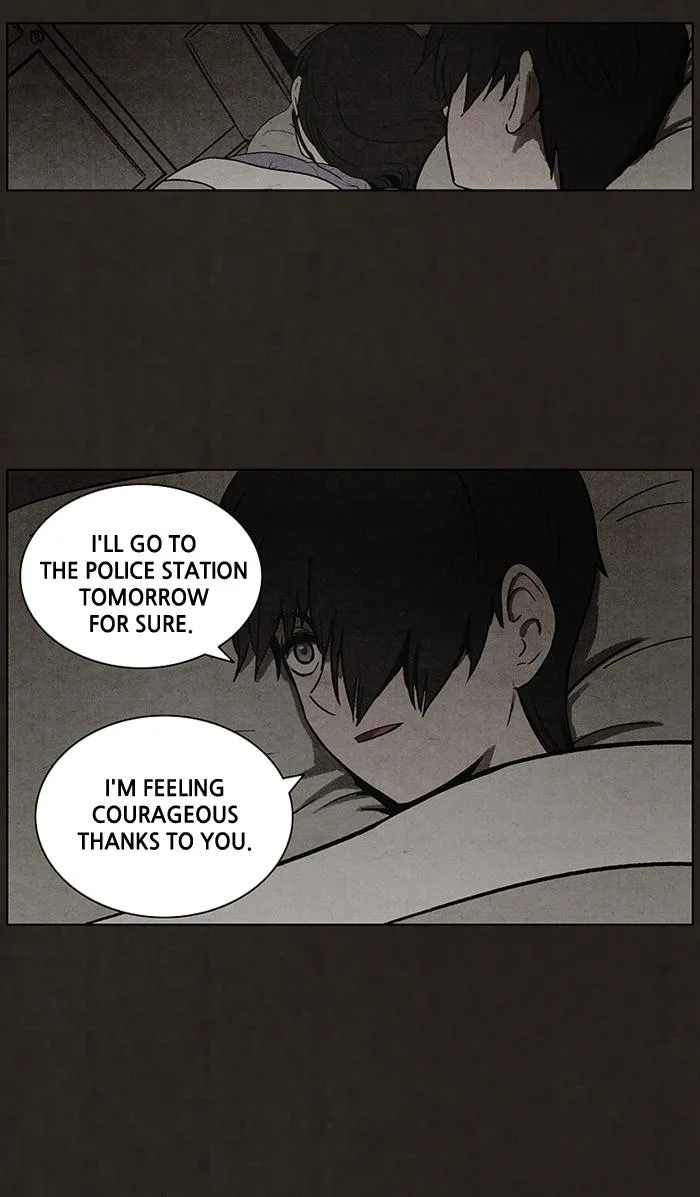 I'LL GO TO
THE POLICE STATION
TOMORROW
FOR SURE.
I'M FEELING
COURAGEOUS
THANKS TO YOU.